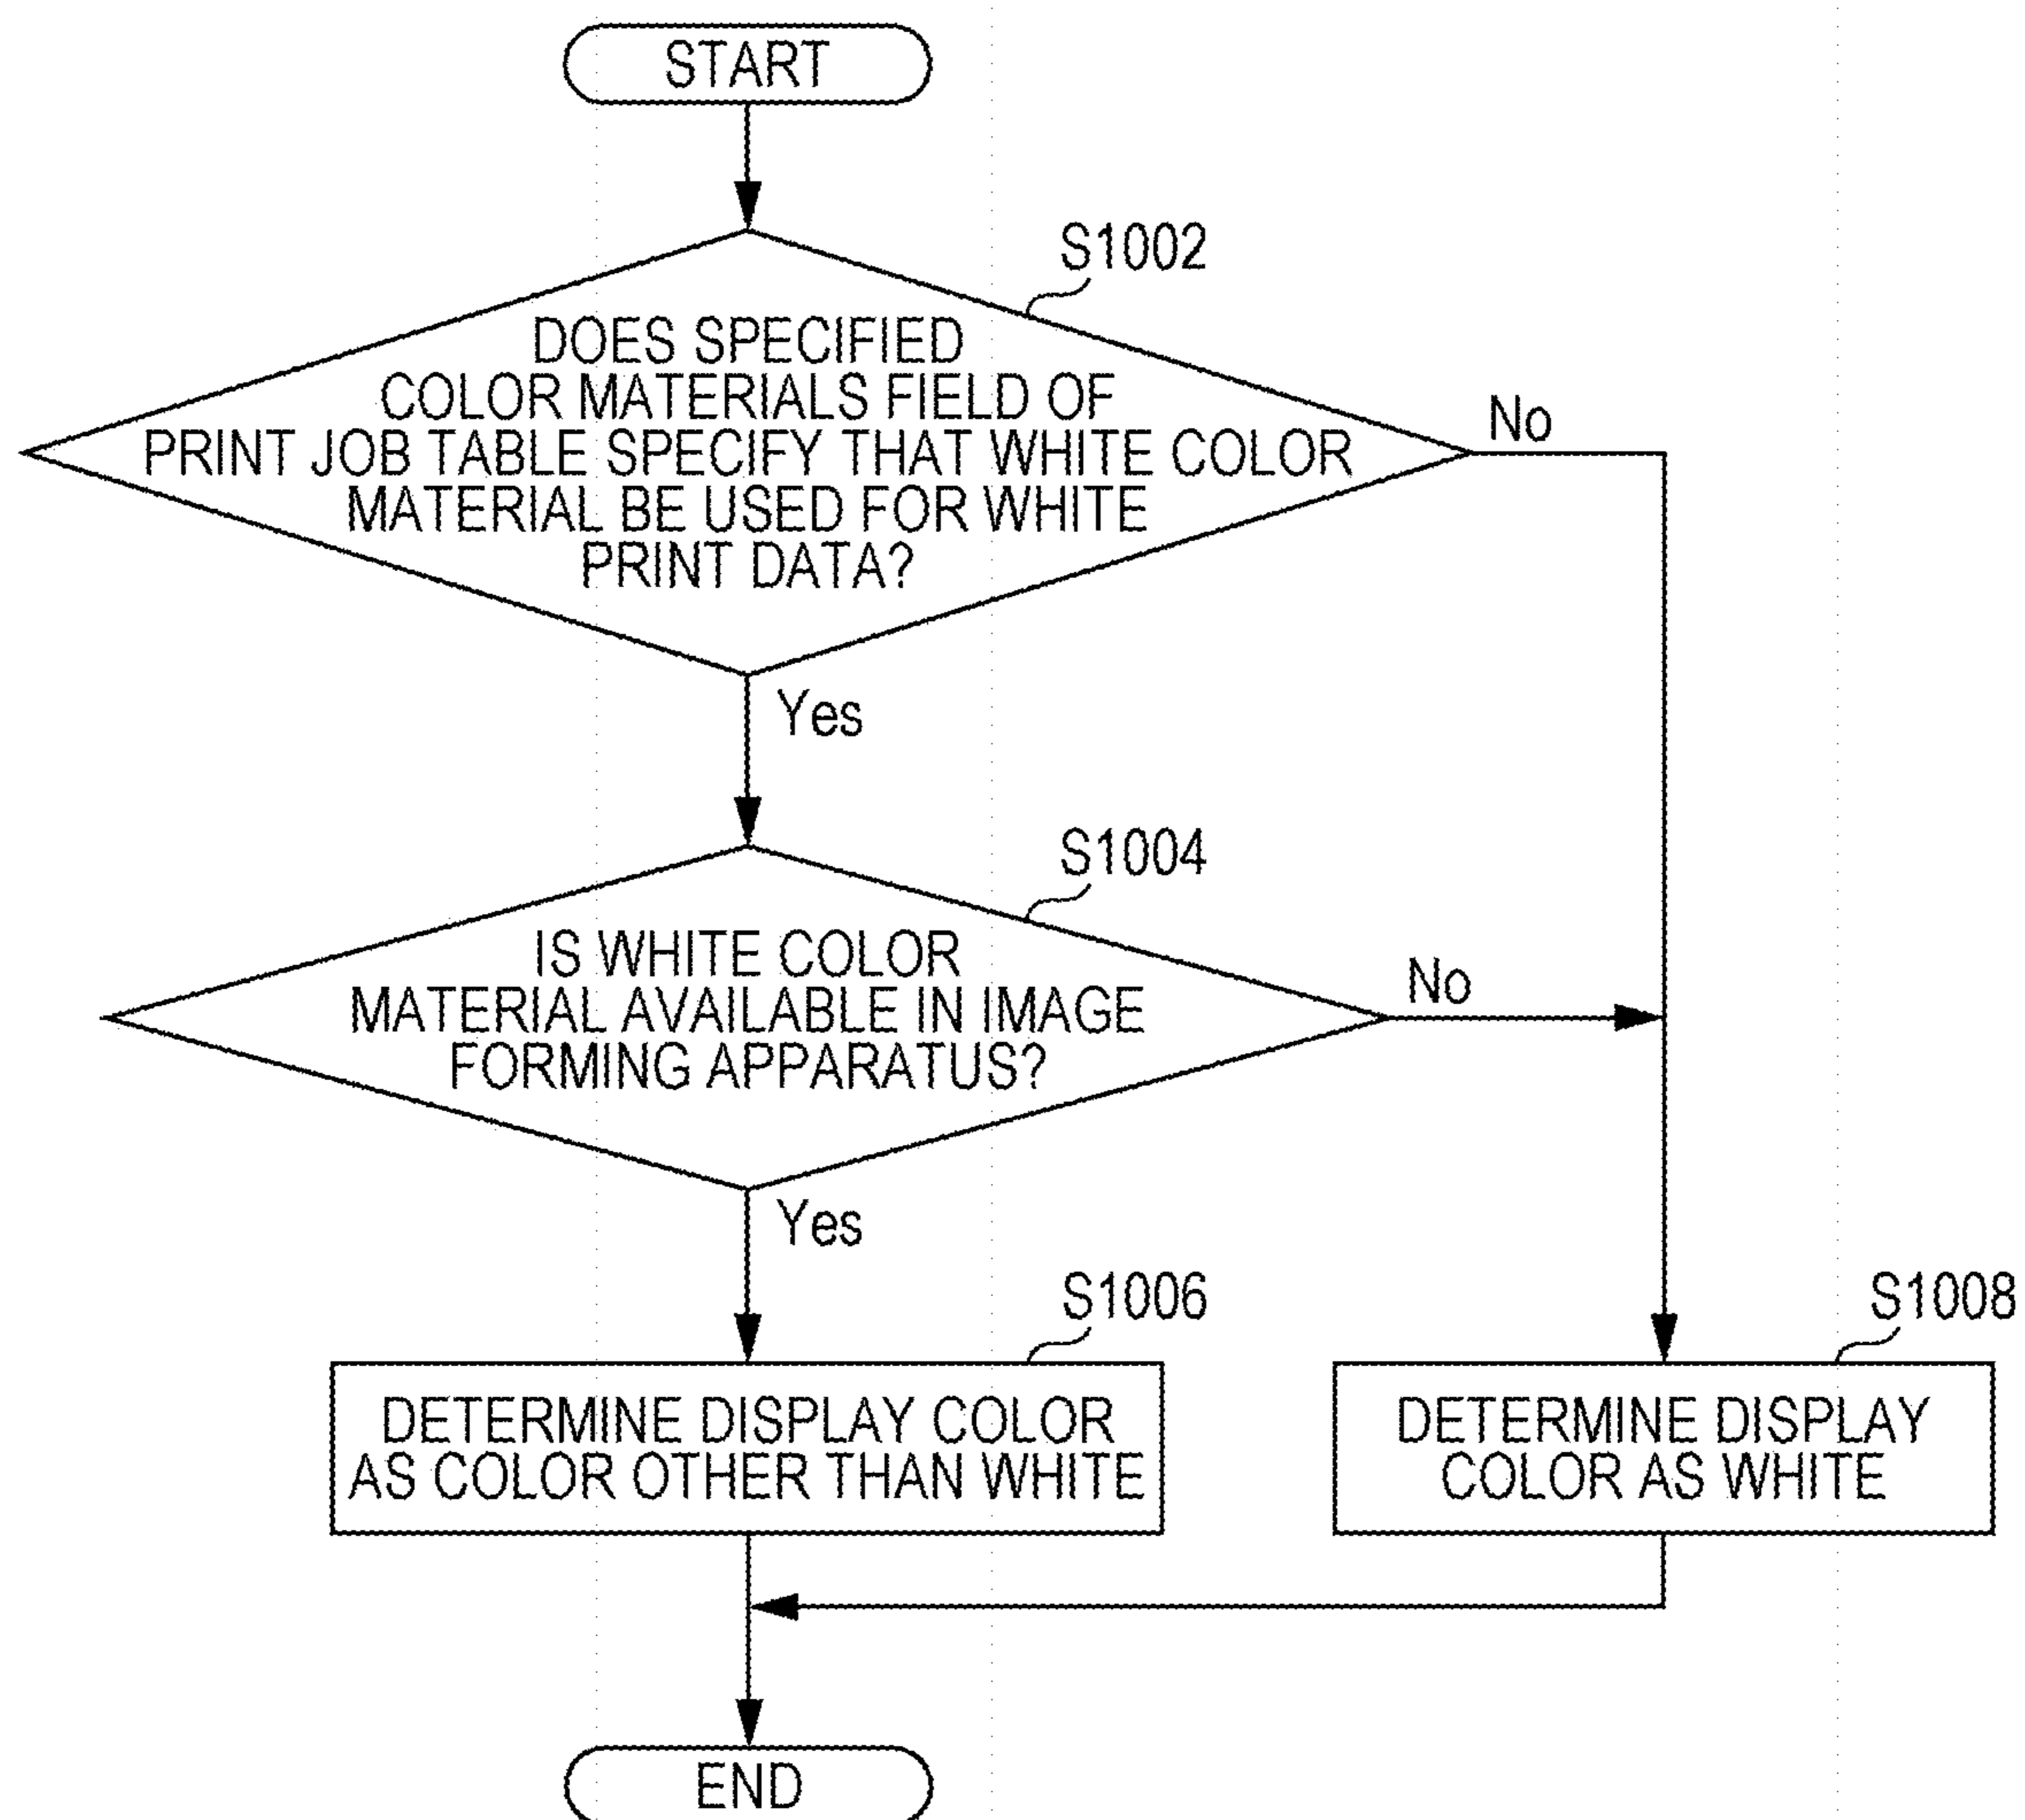 START
S1002
DOES SPECIFIED
COLOR MATERIALS FIELD OF
PRINT JOB TABLE SPECIFY THAT WHITE COLOR
MATERIAL BE USED FOR WHITE
PRINT DATA?
No
Yes
S1004
IS WHITE COLOR
MATERIAL AVAILABLE IN IMAGE
FORMING APPARATUS?
No
Yes
S1006
DETERMINE DISPLAY COLOR
AS COLOR OTHER THAN WHITE
S1008
DETERMINE DISPLAY
COLOR AS WHITE
END